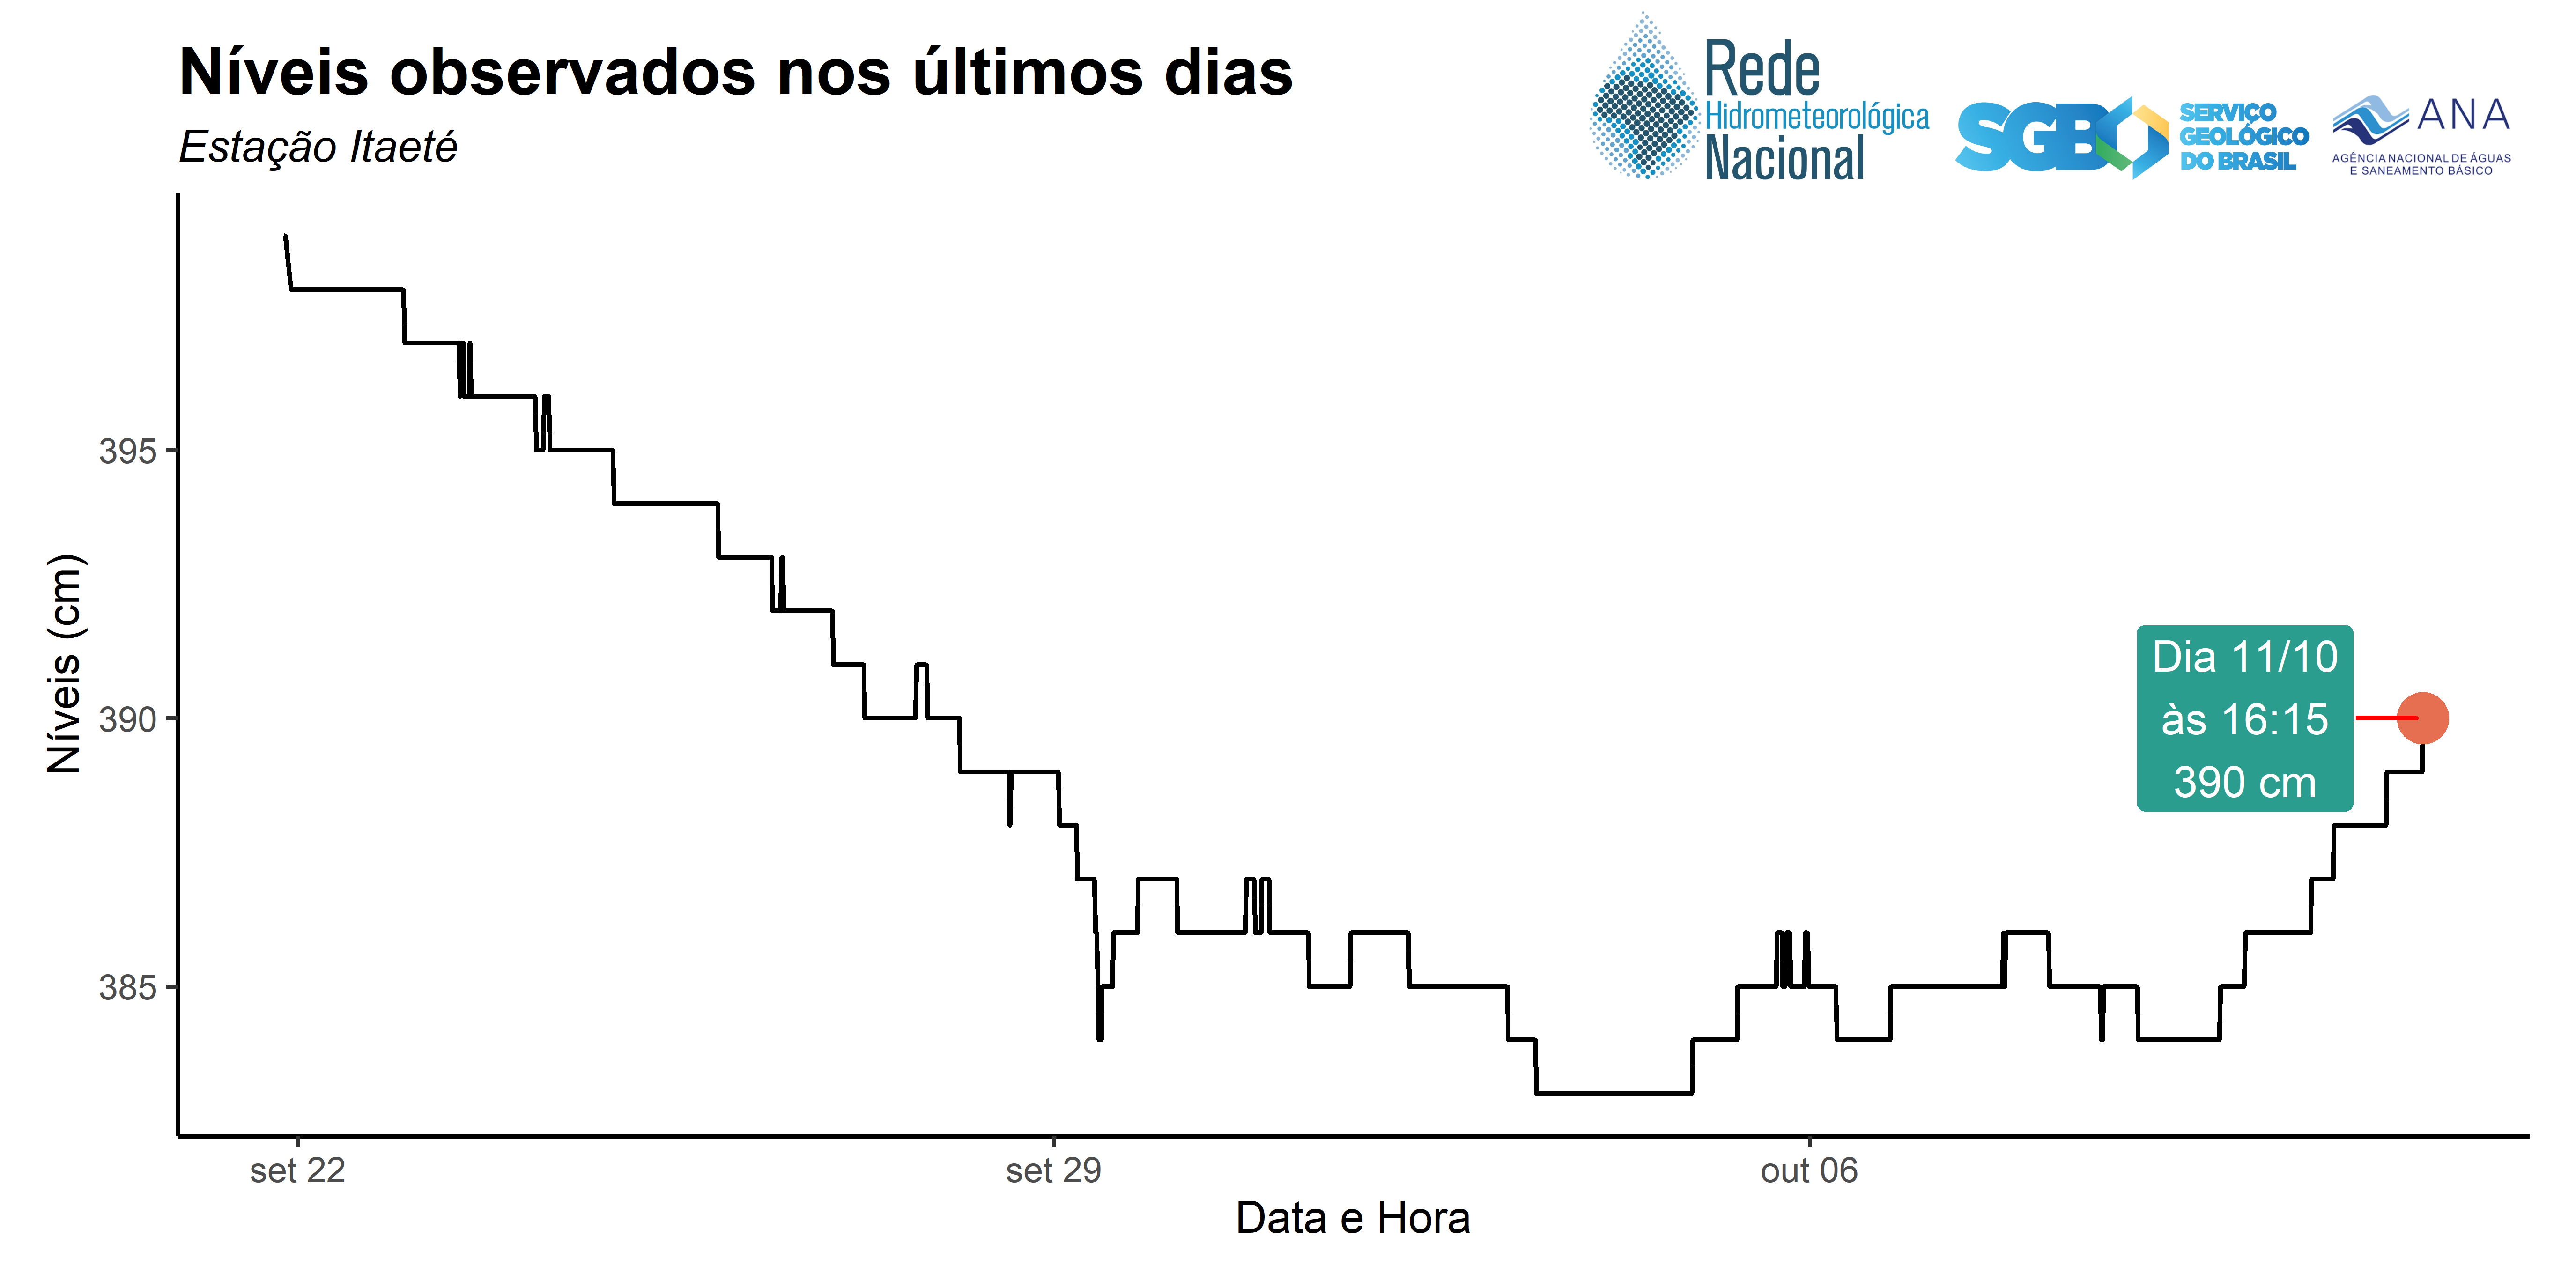 Níveis observados nos últimos dias
Estação Itaeté
Rede
Hidrometeorológica
Nacional
SGB
SERVIÇO
GEOLÓGICO
DO BRASIL
ANA
AGÊNCIA NACIONAL DE ÁGUAS
E SANEAMENTO BÁSICO
Níveis (cm)
395
390
385
Dia 11/10
às 16:15
390 cm
set 22
set 29
out 06
Data e Hora